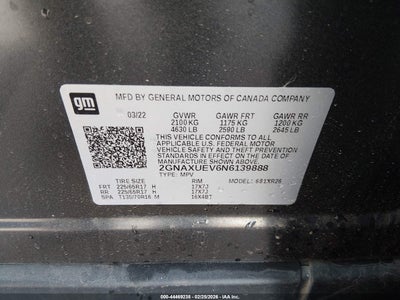 gm
MFD BY GENERAL MOTORS OF CANADA COMPANY
03/22 GVWR GAWR FRT GAWR RR
2100 KG 1175 KG 1200 KG
4630 LB 2590 LB 2645 LB
THIS VEHICLE CONFORMS TO ALL
APPLICABLE U.S. FEDERAL MOTOR
VEHICLE SAFETY AND THEFT
PREVENTION STANDARDS IN EFFECT
ON THE DATE OF MANUFACTURE
SHOWN ABOVE.
2GNAXUEV6N6139888
TYPE: MPV MODEL:
TIRE SIZE RIM
FRT 225/65R17 H 17X7J
RR 225/65R17 H 17X7J
SPA T135/70R16 M 16X4BT
000-44469238 - 02/25/2026 - IAA Holdings, LLC